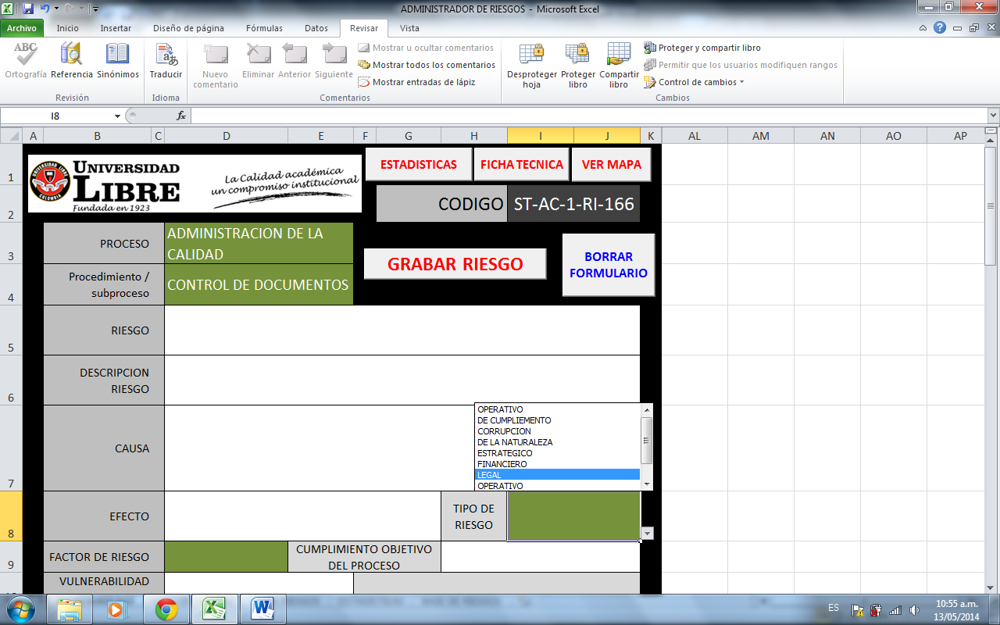 ADMINISTRADOR DE RIESGOS - Microsoft Excel
Archivo Inicio Insertar Diseño de página Fórmulas Datos Revisar Vista
ABC
Ortografía Referencia Sinónimos
Revisión
Traducir
Idioma
Nuevo comentario Eliminar Anterior Siguiente
Mostrar u ocultar comentarios
Mostrar todos los comentarios
Mostrar entradas de lápiz
Comentarios
Desproteger hoja
Proteger libro
Compartir libro
Proteger y compartir libro
Permitir que los usuarios modifiquen rangos
Control de cambios
Cambios
I8 fx
A B C D E F G H I J K AL AM AN AO AP
1
UNIVERSIDAD
LIBRE
Fundada en 1923
COLOMBIA
La Calidad académica
un compromiso institucional
ESTADISTICAS FICHA TECNICA VER MAPA
2
CODIGO ST-AC-1-RI-166
3
PROCESO
ADMINISTRACION DE LA
CALIDAD
GRABAR RIESGO
BORRAR
FORMULARIO
4
Procedimiento /
subproceso
CONTROL DE DOCUMENTOS
5
RIESGO
6
DESCRIPCION
RIESGO
7
CAUSA
OPERATIVO
DE CUMPLIEMENTO
CORRUPCION
DE LA NATURALEZA
ESTRATEGICO
FINANCIERO
LEGAL
OPERATIVO
8
EFECTO
TIPO DE
RIESGO
9
FACTOR DE RIESGO
CUMPLIMIENTO OBJETIVO
DEL PROCESO
VULNERABILIDAD
ES
10:55 a.m.
13/05/2014